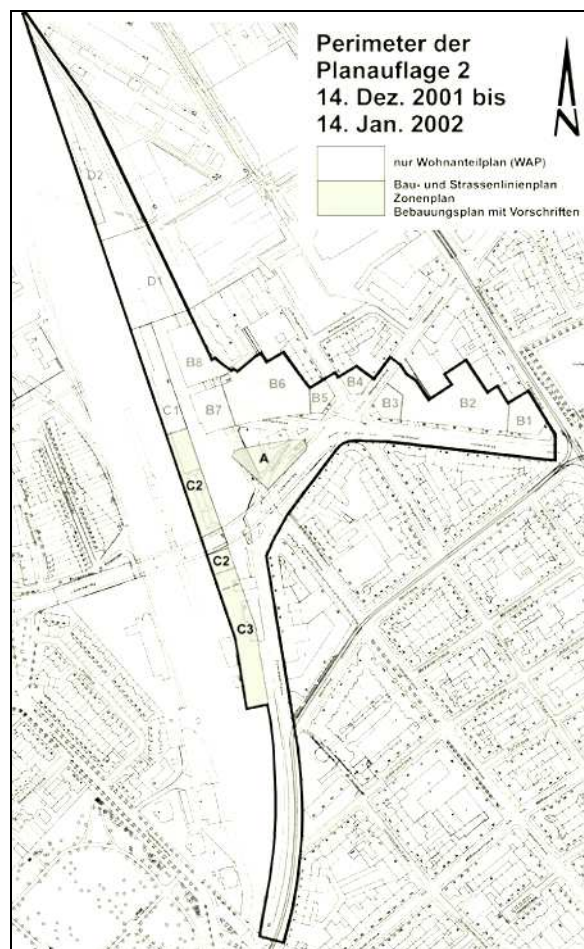 Perimeter der
Planauflage 2
14. Dez. 2001 bis
14. Jan. 2002
N
nur Wohnanteilplan (WAP)
Bau- und Strassenlinienplan
Zonenplan
Bebauungsplan mit Vorschriften
D2
D1
B8
B6
B4
B5
B3
B2
B1
C1
B7
A
C2
C2
C3